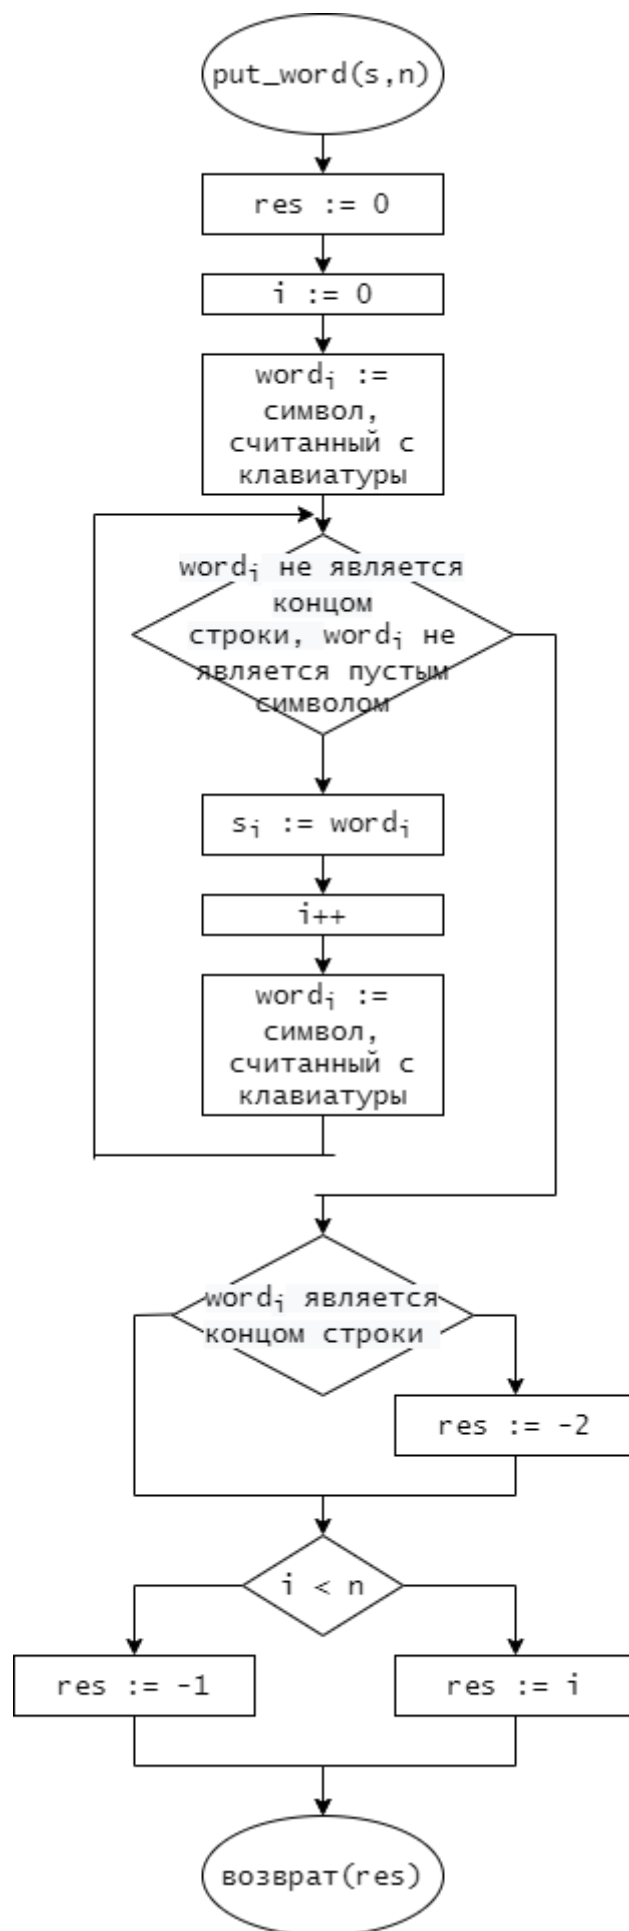 put_word(s,n)
res := 0
i := 0
wordᵢ :=
символ,
считанный с
клавиатуры
wordᵢ не является
концом
строки, wordᵢ не
является пустым
символом
sᵢ := wordᵢ
i++
wordᵢ :=
символ,
считанный с
клавиатуры
wordᵢ является
концом строки
res := -2
i < n
res := -1
res := i
возврат(res)